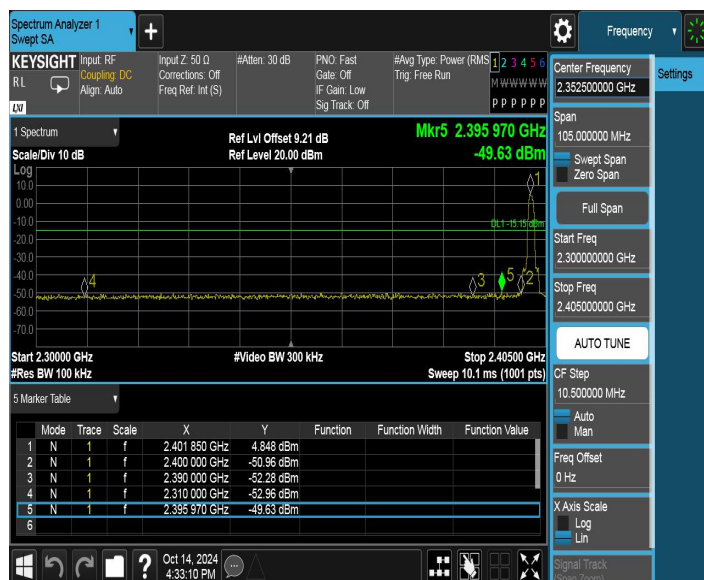 Spectrum Analyzer 1
Swept SA
Frequency
KEYSIGHT
RL
LXI
Input: RF
Coupling: DC
Align: Auto
Input Z: 50 Ω
Corrections: Off
Freq Ref: Int (S)
#Atten: 30 dB
PNO: Fast
Gate: Off
IF Gain: Low
Sig Track: Off
#Avg Type: Power (RMS
Trig: Free Run
1 2 3 4 5 6
M W W W W W
P P P P P P
Center Frequency
2.352500000 GHz
Settings
Span
105.000000 MHz
Swept Span
Zero Span
Full Span
Start Freq
2.300000000 GHz
Stop Freq
2.405000000 GHz
AUTO TUNE
CF Step
10.500000 MHz
Auto
Man
Freq Offset
0 Hz
X Axis Scale
Log
Lin
Signal Track
(Span Zoom)
1 Spectrum
Scale/Div 10 dB
Ref Lvl Offset 9.21 dB
Ref Level 20.00 dBm
Mkr5 2.395 970 GHz
-49.63 dBm
Log
10.0
0.00
-10.0
-20.0
-30.0
-40.0
-50.0
-60.0
-70.0
1
DL1 -15.15 dBm
4
3
5
2
Start 2.30000 GHz
#Video BW 300 kHz
Stop 2.40500 GHz
#Res BW 100 kHz
Sweep 10.1 ms (1001 pts)
5 Marker Table
Mode Trace Scale X Y Function Function Width Function Value
1 N 1 f 2.401 850 GHz 4.848 dBm
2 N 1 f 2.400 000 GHz -50.96 dBm
3 N 1 f 2.390 000 GHz -52.28 dBm
4 N 1 f 2.310 000 GHz -52.96 dBm
5 N 1 f 2.395 970 GHz -49.63 dBm
6
?
Oct 14, 2024
4:33:10 PM